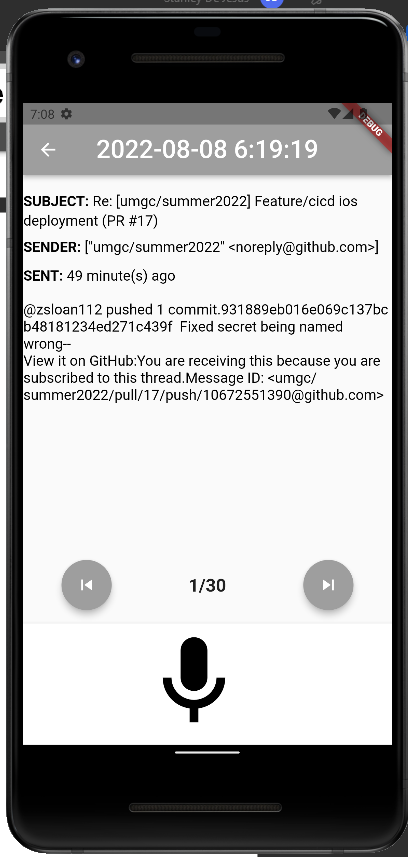 7:08
DEBUG
2022-08-08 6:19:19
SUBJECT: Re: [umgc/summer2022] Feature/cicd ios
deployment (PR #17)
SENDER: ["umgc/summer2022" <noreply@github.com>]
SENT: 49 minute(s) ago
@zsloan112 pushed 1 commit.931889eb016e069c137bc
b48181234ed271c439f  Fixed secret being named
wrong--
View it on GitHub:You are receiving this because you are
subscribed to this thread.Message ID: <umgc/
summer2022/pull/17/push/10672551390@github.com>
1/30